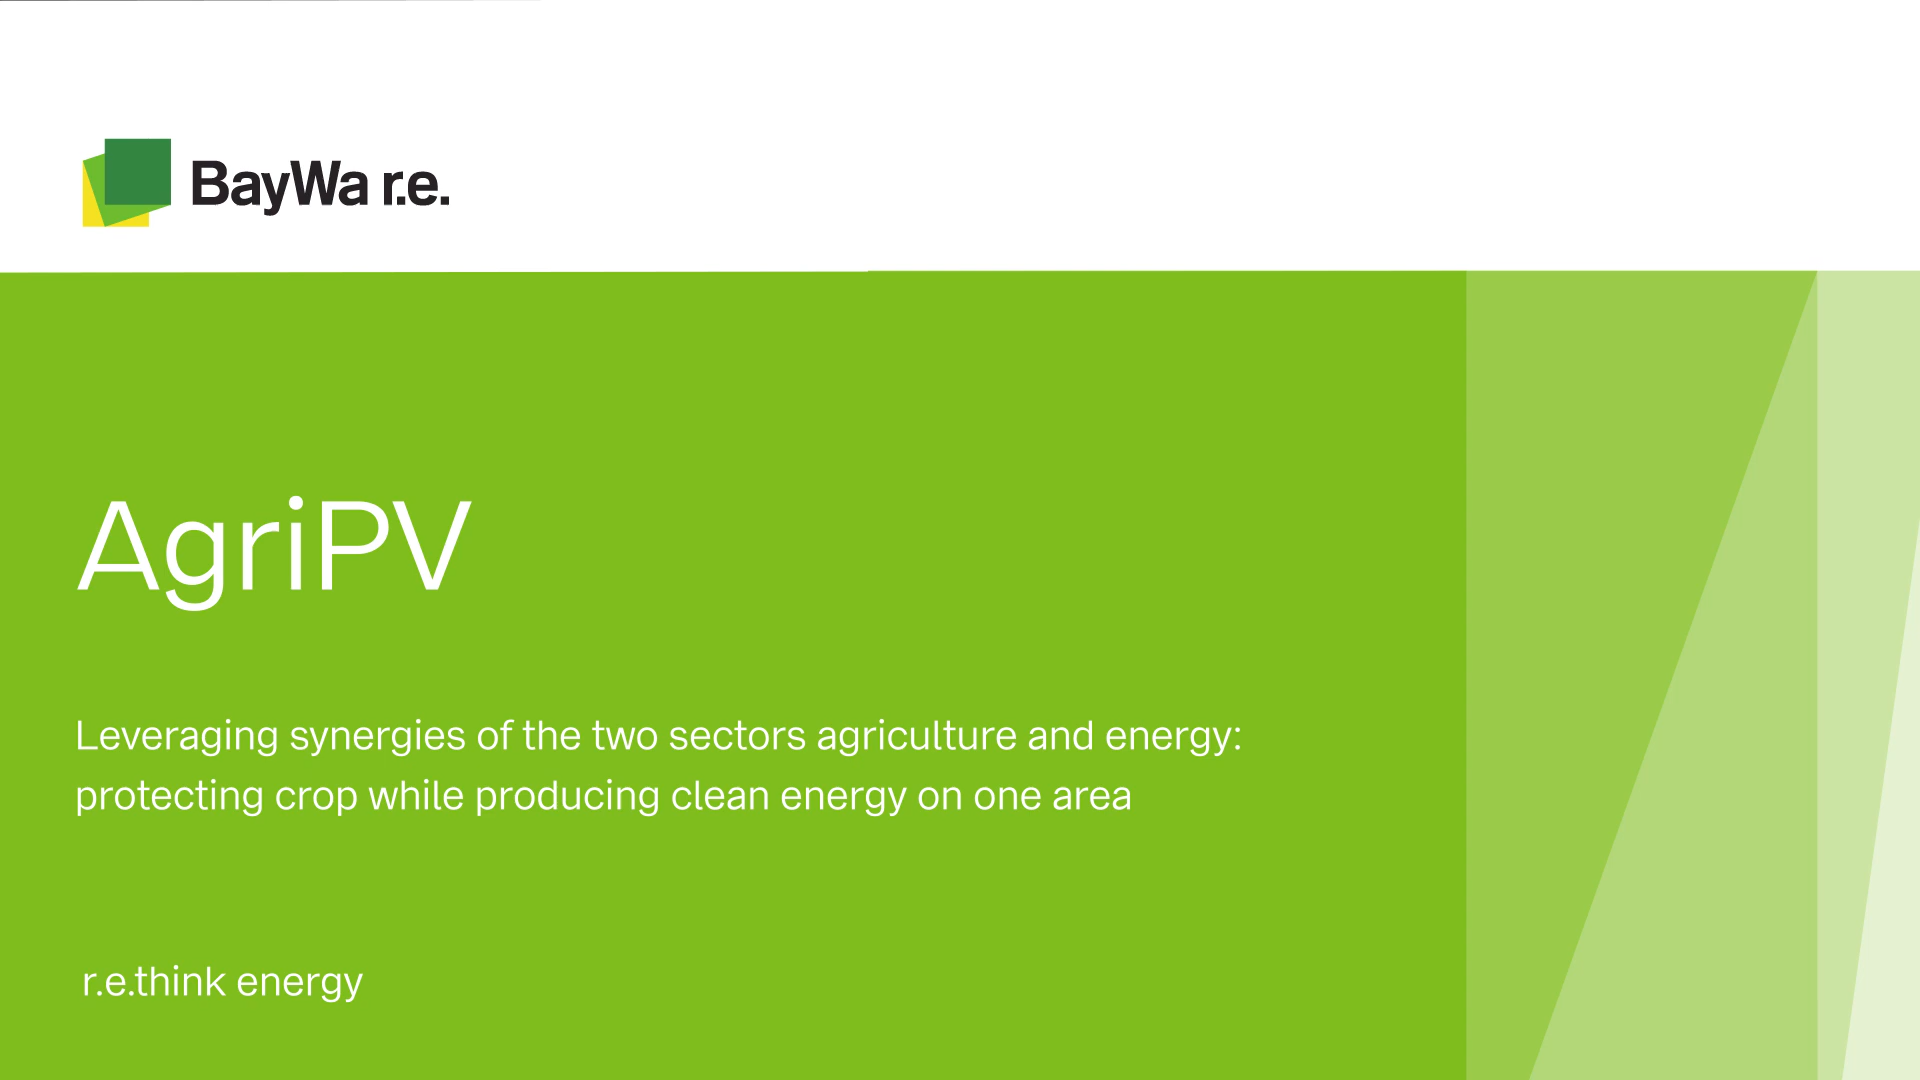 BayWa r.e.
AgriPV
Leveraging synergies of the two sectors agriculture and energy:
protecting crop while producing clean energy on one area
r.e.think energy